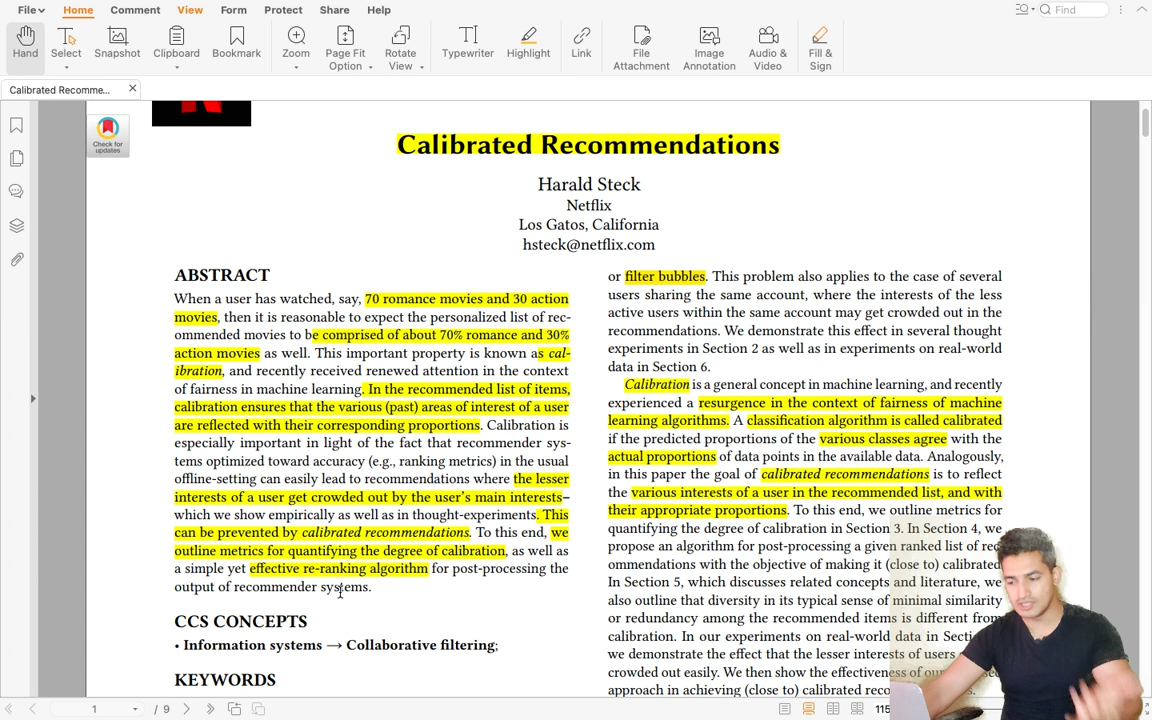 File
Home
Comment
View
Form
Protect
Share
Help
Find
Hand
Select
Snapshot
Clipboard
Bookmark
Zoom
Page Fit
Option
Rotate
View
Typewriter
Highlight
Link
File
Attachment
Image
Annotation
Audio &
Video
Fill &
Sign
Calibrated Recomme...
Check for
updates
Calibrated Recommendations
Harald Steck
Netflix
Los Gatos, California
hsteck@netflix.com
ABSTRACT
When a user has watched, say, 70 romance movies and 30 action
movies, then it is reasonable to expect the personalized list of rec-
ommended movies to be comprised of about 70% romance and 30%
action movies as well. This important property is known as cal-
ibration, and recently received renewed attention in the context
of fairness in machine learning. In the recommended list of items,
calibration ensures that the various (past) areas of interest of a user
are reflected with their corresponding proportions. Calibration is
especially important in light of the fact that recommender sys-
tems optimized toward accuracy (e.g., ranking metrics) in the usual
offline-setting can easily lead to recommendations where the lesser
interests of a user get crowded out by the user's main interests–
which we show empirically as well as in thought-experiments. This
can be prevented by calibrated recommendations. To this end, we
outline metrics for quantifying the degree of calibration, as well as
a simple yet effective re-ranking algorithm for post-processing the
output of recommender systems.
CCS CONCEPTS
• Information systems → Collaborative filtering;
KEYWORDS
or filter bubbles. This problem also applies to the case of several
users sharing the same account, where the interests of the less
active users within the same account may get crowded out in the
recommendations. We demonstrate this effect in several thought
experiments in Section 2 as well as in experiments on real-world
data in Section 6.
Calibration is a general concept in machine learning, and recently
experienced a resurgence in the context of fairness of machine
learning algorithms. A classification algorithm is called calibrated
if the predicted proportions of the various classes agree with the
actual proportions of data points in the available data. Analogously,
in this paper the goal of calibrated recommendations is to reflect
the various interests of a user in the recommended list, and with
their appropriate proportions. To this end, we outline metrics for
quantifying the degree of calibration in Section 3. In Section 4, we
propose an algorithm for post-processing a given ranked list of rec
ommendations with the objective of making it (close to) calibrated
In Section 5, which discusses related concepts and literature, we
also outline that diversity in its typical sense of minimal similarity
or redundancy among the recommended items is different from
calibration. In our experiments on real-world data in Secti
we demonstrate the effect that the lesser interests of users
crowded out easily. We then show the effectiveness of our
approach in achieving (close to) calibrated reco
1 / 9
115